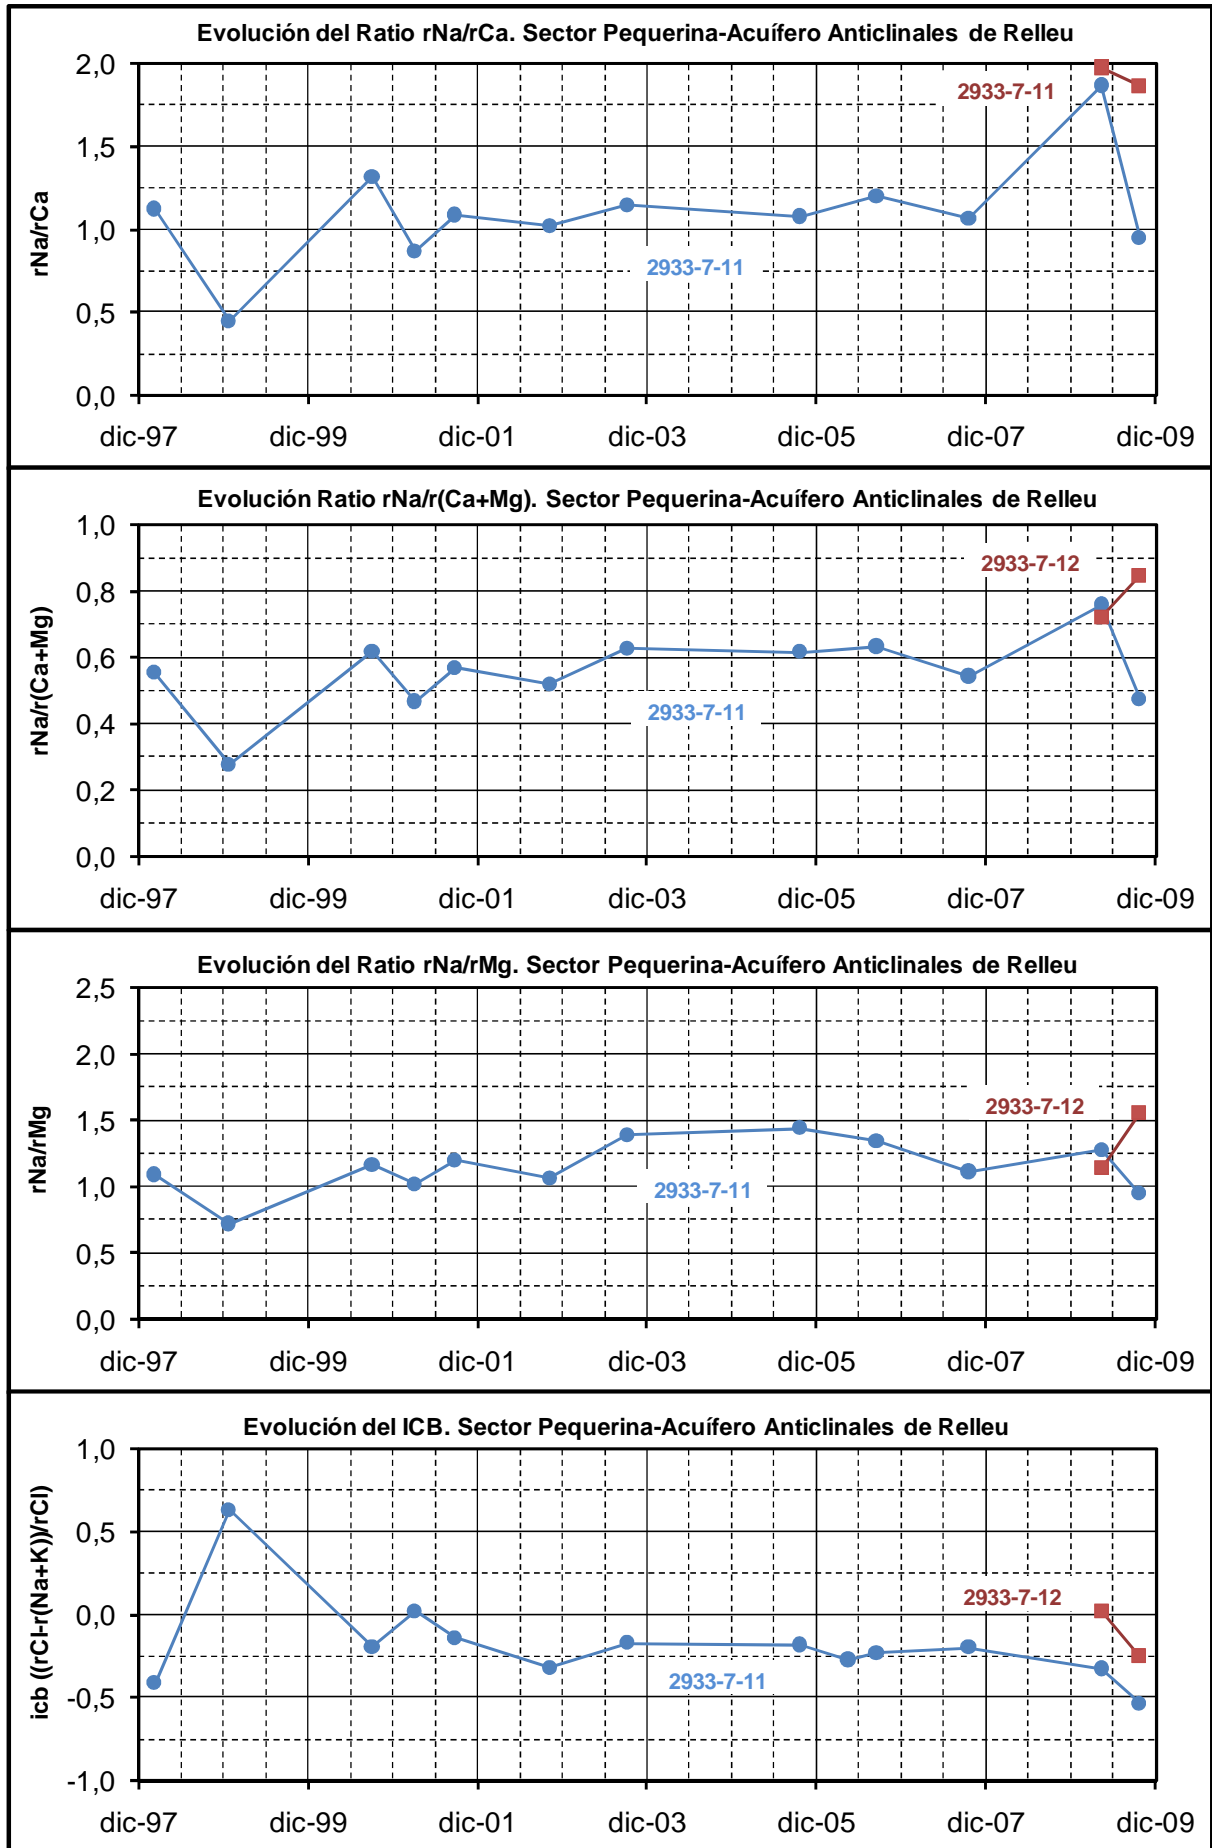 Evolución del Ratio rNa/rCa. Sector Pequerina-Acuífero Anticlinales de Relleu
2,0
1,5
1,0
0,5
0,0
rNa/rCa
2933-7-11
2933-7-11
dic-97 dic-99 dic-01 dic-03 dic-05 dic-07 dic-09
Evolución Ratio rNa/r(Ca+Mg). Sector Pequerina-Acuífero Anticlinales de Relleu
1,0
0,8
0,6
0,4
0,2
0,0
rNa/r(Ca+Mg)
2933-7-12
2933-7-11
dic-97 dic-99 dic-01 dic-03 dic-05 dic-07 dic-09
Evolución del Ratio rNa/rMg. Sector Pequerina-Acuífero Anticlinales de Relleu
2,5
2,0
1,5
1,0
0,5
0,0
rNa/rMg
2933-7-12
2933-7-11
dic-97 dic-99 dic-01 dic-03 dic-05 dic-07 dic-09
Evolución del ICB. Sector Pequerina-Acuífero Anticlinales de Relleu
1,0
0,5
0,0
-0,5
-1,0
icb ((rCl-r(Na+K))/rCl)
2933-7-12
2933-7-11
dic-97 dic-99 dic-01 dic-03 dic-05 dic-07 dic-09